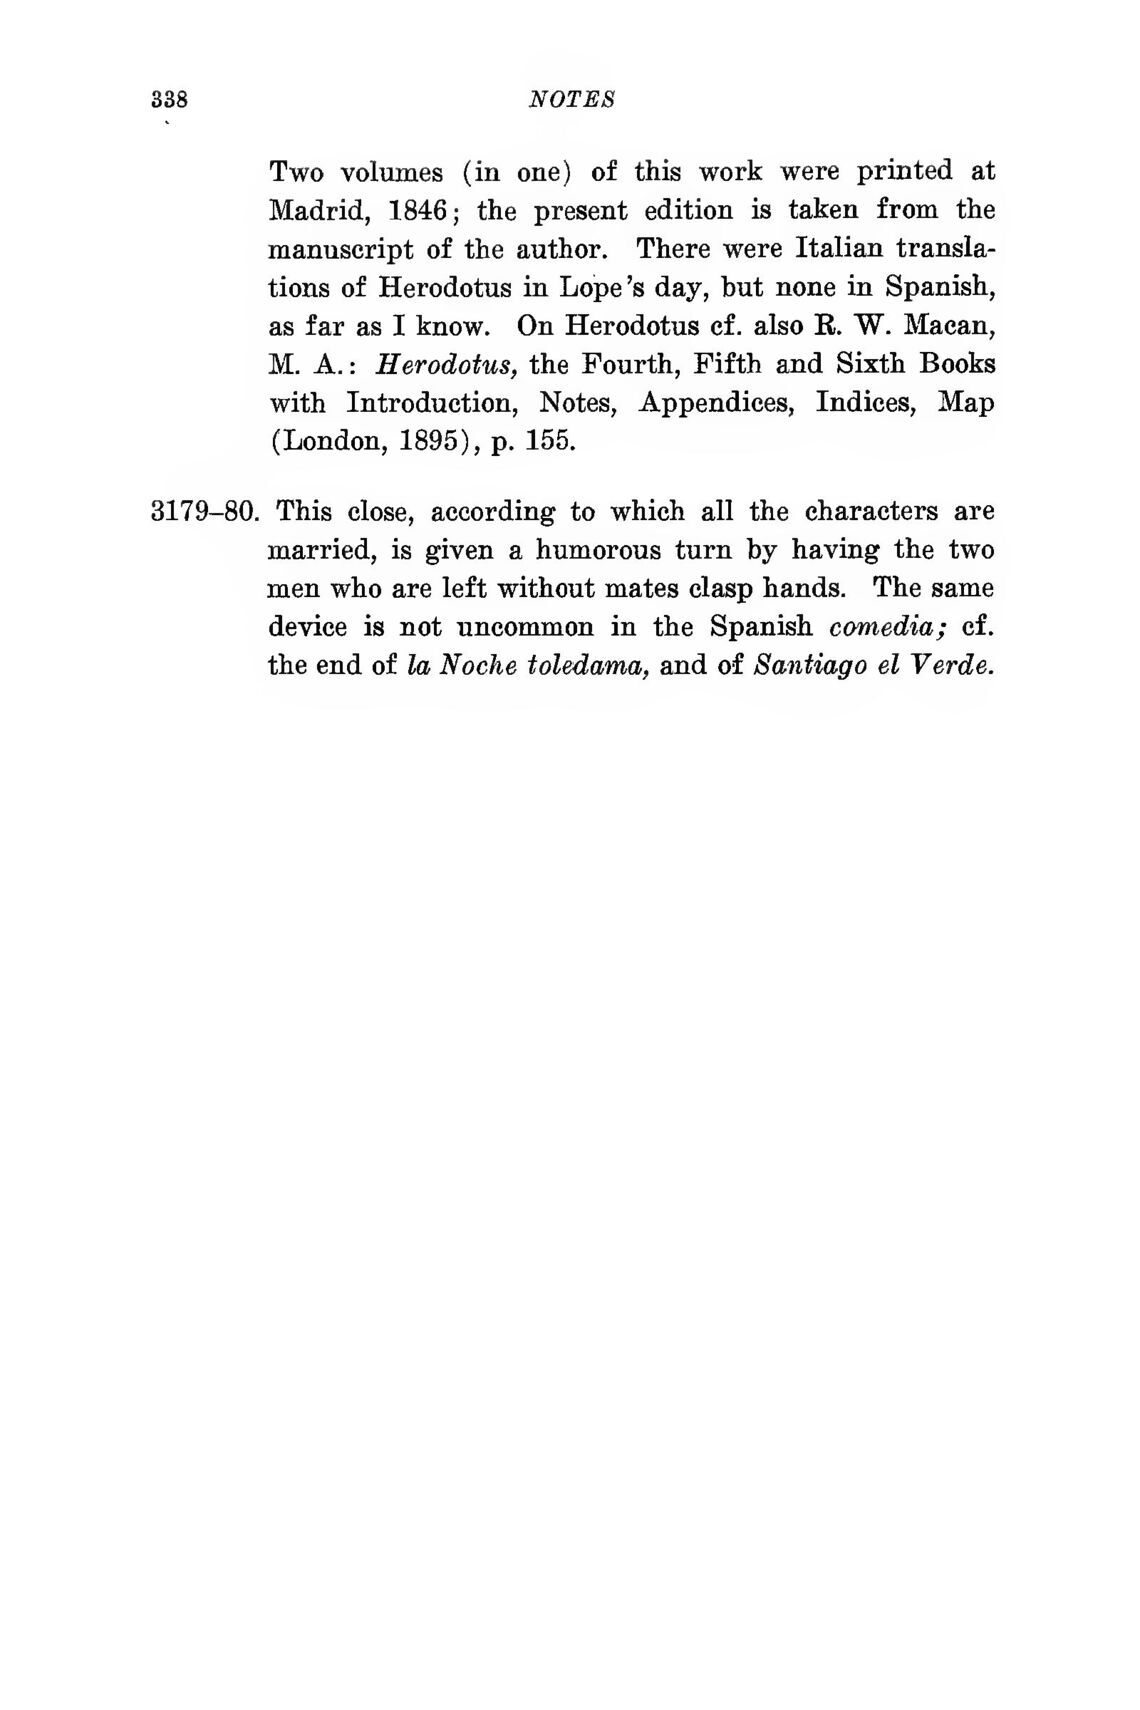 338 NOTES
Two volumes (in one) of this work were printed at
Madrid, 1846; the present edition is taken from the
manuscript of the author. There were Italian transla-
tions of Herodotus in Lope's day, but none in Spanish,
as far as I know. On Herodotus cf. also R. W. Macan,
M. A.: Herodotus, the Fourth, Fifth and Sixth Books
with Introduction, Notes, Appendices, Indices, Map
(London, 1895), p. 155.
3179–80. This close, according to which all the characters are
married, is given a humorous turn by having the two
men who are left without mates clasp hands. The same
device is not uncommon in the Spanish comedia; cf.
the end of la Noche toledama, and of Santiago el Verde.